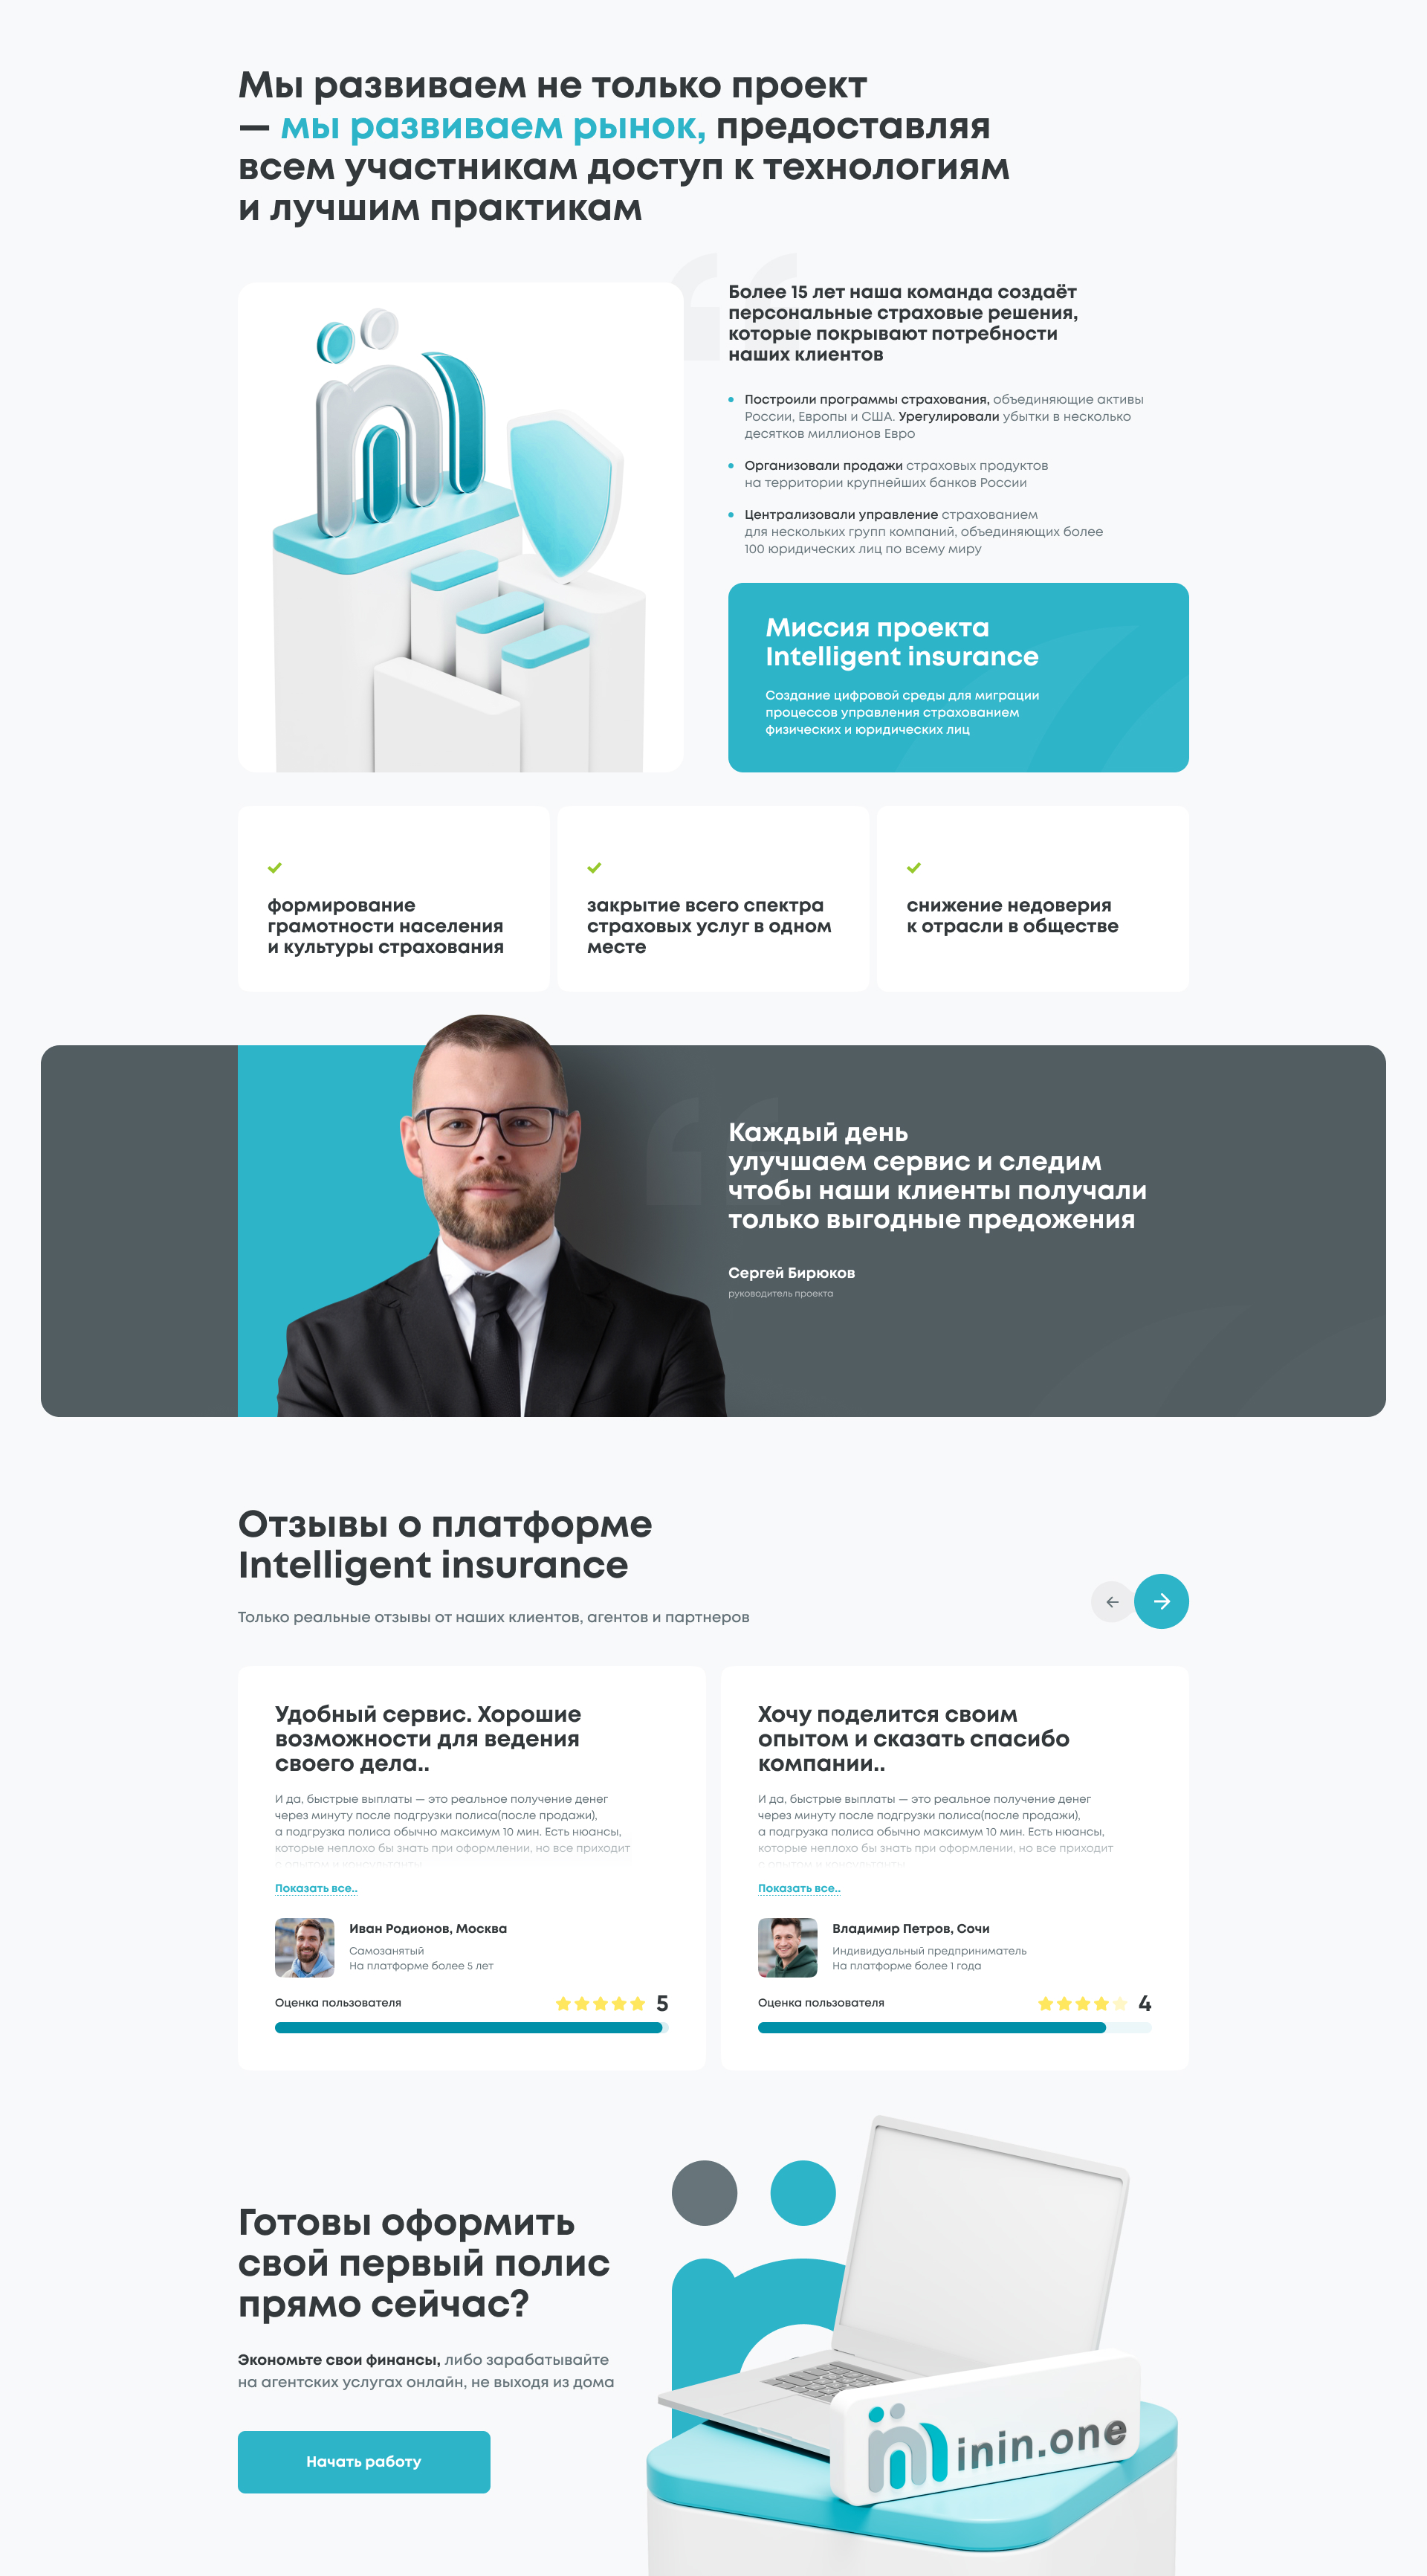 Мы развиваем не только проект
— мы развиваем рынок, предоставляя
всем участникам доступ к технологиям
и лучшим практикам
Более 15 лет наша команда создаёт
персональные страховые решения,
которые покрывают потребности
наших клиентов
Построили программы страхования, объединяющие активы
России, Европы и США. Урегулировали убытки в несколько
десятков миллионов Евро
Организовали продажи страховых продуктов
на территории крупнейших банков России
Централизовали управление страхованием
для нескольких групп компаний, объединяющих более
100 юридических лиц по всему миру
Миссия проекта
Intelligent insurance
Создание цифровой среды для миграции
процессов управления страхованием
физических и юридических лиц
формирование
грамотности населения
и культуры страхования
закрытие всего спектра
страховых услуг в одном
месте
снижение недоверия
к отрасли в обществе
Каждый день
улучшаем сервис и следим
чтобы наши клиенты получали
только выгодные предожения
Сергей Бирюков
руководитель проекта
Отзывы о платформе
Intelligent insurance
Только реальные отзывы от наших клиентов, агентов и партнеров
Удобный сервис. Хорошие
возможности для ведения
своего дела..
И да, быстрые выплаты — это реальное получение денег
через минуту после подгрузки полиса(после продажи),
а подгрузка полиса обычно максимум 10 мин. Есть нюансы,
которые неплохо бы знать при оформлении, но все приходит
с опытом и консультанты
Показать все..
Иван Родионов, Москва
Самозанятый
На платформе более 5 лет
Оценка пользователя
5
Хочу поделится своим
опытом и сказать спасибо
компании..
И да, быстрые выплаты — это реальное получение денег
через минуту после подгрузки полиса(после продажи),
а подгрузка полиса обычно максимум 10 мин. Есть нюансы,
которые неплохо бы знать при оформлении, но все приходит
с опытом и консультанты
Показать все..
Владимир Петров, Сочи
Индивидуальный предприниматель
На платформе более 1 года
Оценка пользователя
4
Готовы оформить
свой первый полис
прямо сейчас?
Экономьте свои финансы, либо зарабатывайте
на агентских услугах онлайн, не выходя из дома
Начать работу
inin.one